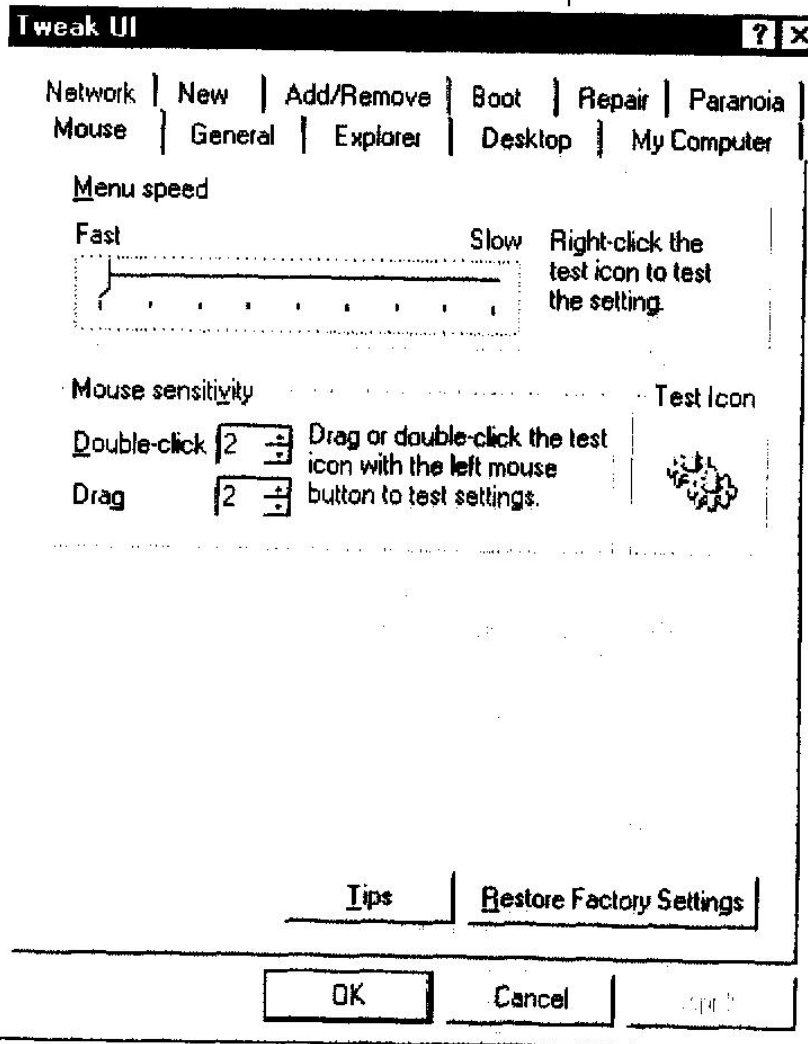 Tweak UI
Network New Add/Remove Boot Repair Paranoia
Mouse General Explorer Desktop My Computer
Menu speed
Fast Slow
Right-click the
test icon to test
the setting.
Mouse sensitivity
Double-click 2
Drag 2
Drag or double-click the test
icon with the left mouse
button to test settings.
Test Icon
Tips Restore Factory Settings
OK Cancel